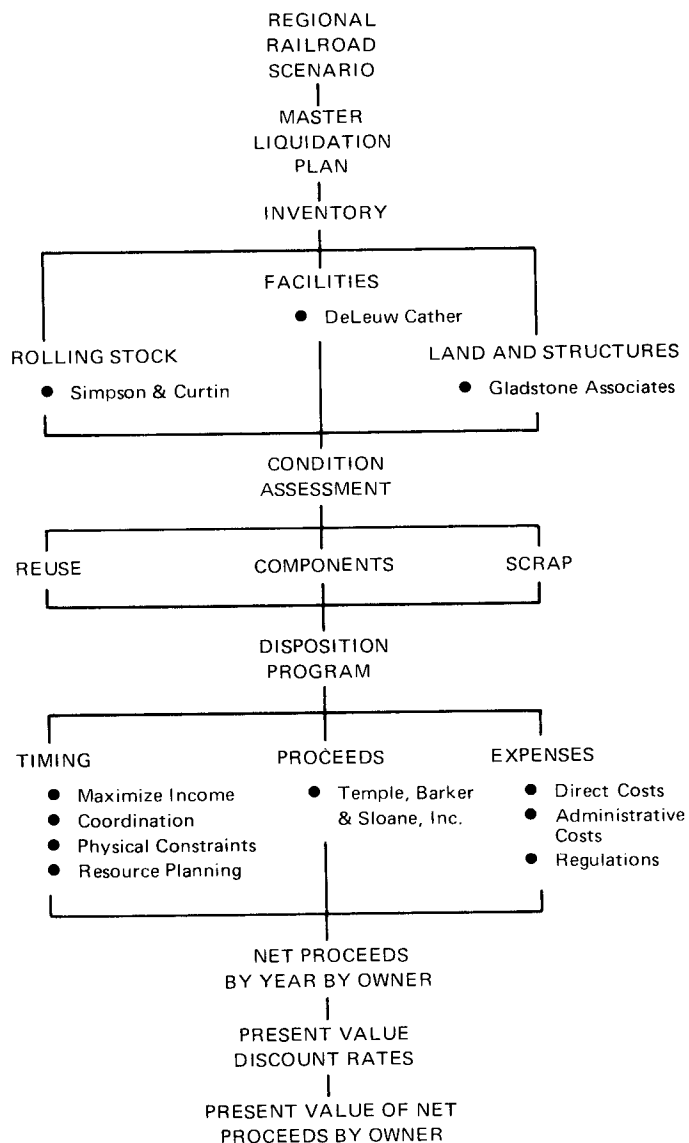 REGIONAL
RAILROAD
SCENARIO
MASTER
LIQUIDATION
PLAN
INVENTORY
FACILITIES
● DeLeuw Cather
ROLLING STOCK
● Simpson & Curtin
LAND AND STRUCTURES
● Gladstone Associates
CONDITION
ASSESSMENT
REUSE
COMPONENTS
SCRAP
DISPOSITION
PROGRAM
TIMING
● Maximize Income
● Coordination
● Physical Constraints
● Resource Planning
PROCEEDS
● Temple, Barker
& Sloane, Inc.
EXPENSES
● Direct Costs
● Administrative
Costs
● Regulations
NET PROCEEDS
BY YEAR BY OWNER
PRESENT VALUE
DISCOUNT RATES
PRESENT VALUE OF NET
PROCEEDS BY OWNER